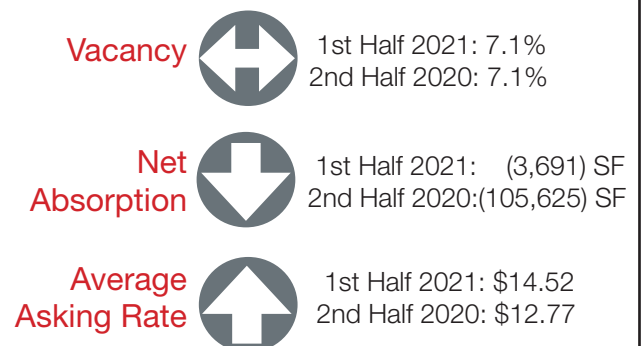 Vacancy
1st Half 2021: 7.1%
2nd Half 2020: 7.1%
Net
Absorption
1st Half 2021: (3,691) SF
2nd Half 2020:(105,625) SF
Average
Asking Rate
1st Half 2021: $14.52
2nd Half 2020: $12.77